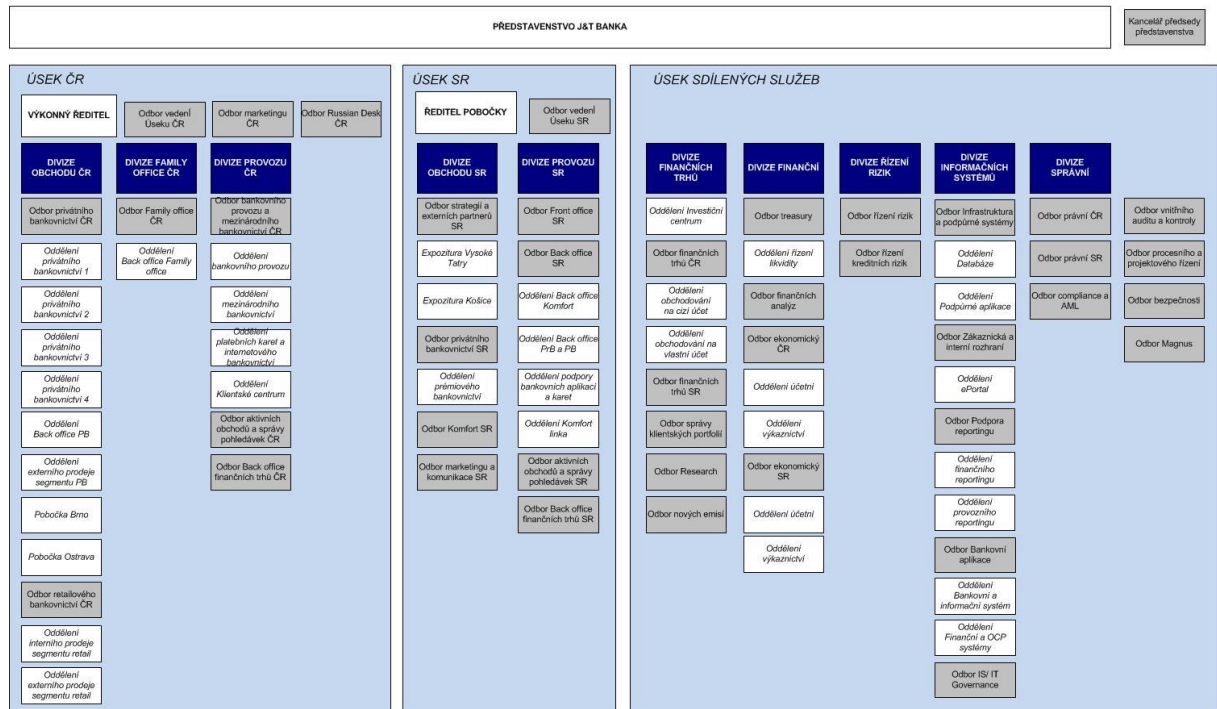 PŘEDSTAVENSTVO J&T BANKA
Kancelář předsedy
představenstva
ÚSEK ČR
VÝKONNÝ ŘEDITEL
Odbor vedení
Úseku ČR
Odbor marketingu
ČR
Odbor Russian Desk
ČR
DIVIZE
OBCHODU ČR
Odbor privátního
bankovnictví ČR
Oddělení
privátního
bankovnictví 1
Oddělení
privátního
bankovnictví 2
Oddělení
privátního
bankovnictví 3
Oddělení
privátního
bankovnictví 4
Oddělení
Back office PB
Oddělení
externího prodeje
segmentu PB
Pobočka Brno
Pobočka Ostrava
Odbor retailového
bankovnictví ČR
Oddělení
interního prodeje
segmentu retail
Oddělení
externího prodeje
segmentu retail
DIVIZE FAMILY
OFFICE ČR
Odbor Family office
ČR
Oddělení
Back office Family
office
DIVIZE PROVOZU
ČR
Odbor bankovního
provozu a
mezinárodního
bankovnictví ČR
Oddělení
bankovního provozu
Oddělení
mezinárodního
bankovnictví
Oddělení
platebních karet a
internetového
bankovnictví
Oddělení
Klientské centrum
Odbor aktivních
obchodů a správy
pohledávek ČR
Odbor Back office
finančních trhů ČR
ÚSEK SR
ŘEDITEL POBOČKY
Odbor vedení
Úseku SR
DIVIZE
OBCHODU SR
Odbor strategií a
externích partnerů
SR
Expozitura Vysoké
Tatry
Expozitura Košice
Odbor privátního
bankovnictví SR
Oddělení
prémiového
bankovnictví
Odbor Komfort SR
Odbor marketingu a
komunikace SR
DIVIZE PROVOZU
SR
Odbor Front office
SR
Odbor Back office
SR
Oddělení Back office
Komfort
Oddělení Back office
PrB a PB
Oddělení podpory
bankovních aplikací
a karet
Oddělení Komfort
linka
Odbor aktivních
obchodů a správy
pohledávek SR
Odbor Back office
finančních trhů SR
ÚSEK SDÍLENÝCH SLUŽEB
DIVIZE
FINANČNÍCH
TRHŮ
Oddělení Investiční
centrum
Odbor finančních
trhů ČR
Oddělení
obchodování
na cizí účet
Oddělení
obchodování na
vlastní účet
Odbor finančních
trhů SR
Odbor správy
klientských portfolií
Odbor Research
Odbor nových emisí
DIVIZE FINANČNÍ
Odbor treasury
Oddělení řízení
likvidity
Odbor finančních
analýz
Odbor ekonomický
ČR
Oddělení účetní
Oddělení
výkaznictví
Odbor ekonomický
SR
Oddělení účetní
Oddělení
výkaznictví
DIVIZE ŘÍZENÍ
RIZIK
Odbor řízení rizik
Odbor řízení
kreditních rizik
DIVIZE
INFORMAČNÍCH
SYSTÉMŮ
Odbor Infrastruktura
a podpůrné systémy
Oddělení
Databáze
Oddělení
Podpůrné aplikace
Odbor Zákaznická a
interní rozhraní
Oddělení
ePortal
Odbor Podpora
reportingu
Oddělení
finančního
reportingu
Oddělení
provozního
reportingu
Odbor Bankovní
aplikace
Oddělení
Bankovní a
informační systém
Oddělení
Finanční a OCP
systémy
Odbor IS/ IT
Governance
DIVIZE
SPRÁVNÍ
Odbor právní ČR
Odbor právní SR
Odbor compliance a
AML
Odbor vnitřního
auditu a kontroly
Odbor procesního a
projektového řízení
Odbor bezpečnosti
Odbor Magnus